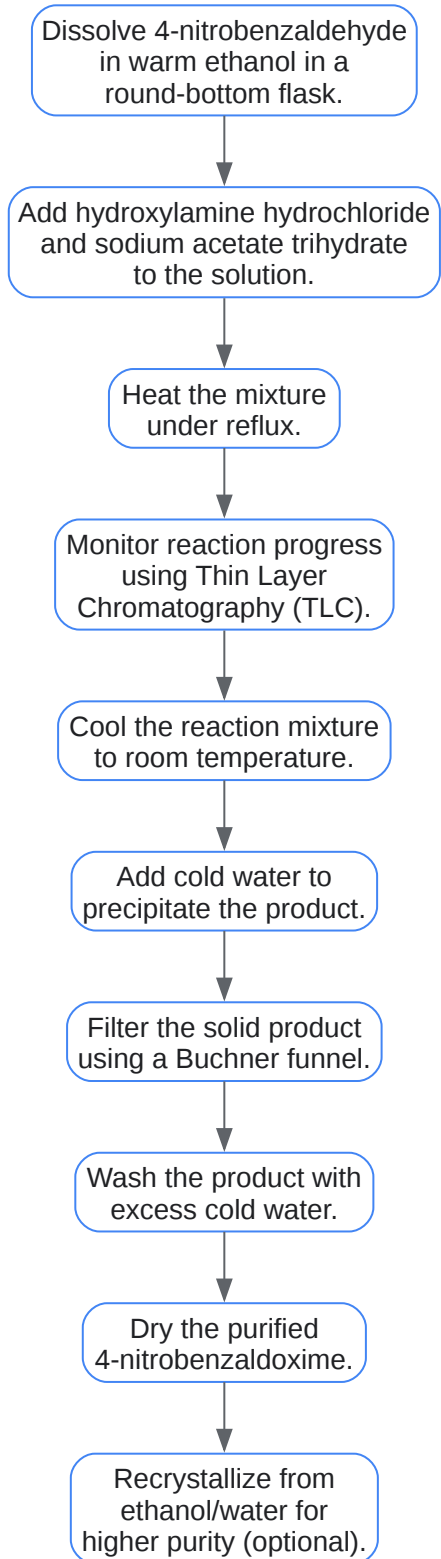 Dissolve 4-nitrobenzaldehyde
in warm ethanol in a
round-bottom flask.
Add hydroxylamine hydrochloride
and sodium acetate trihydrate
to the solution.
Heat the mixture
under reflux.
Monitor reaction progress
using Thin Layer
Chromatography (TLC).
Cool the reaction mixture
to room temperature.
Add cold water to
precipitate the product.
Filter the solid product
using a Buchner funnel.
Wash the product with
excess cold water.
Dry the purified
4-nitrobenzaldoxime.
Recrystallize from
ethanol/water for
higher purity (optional).